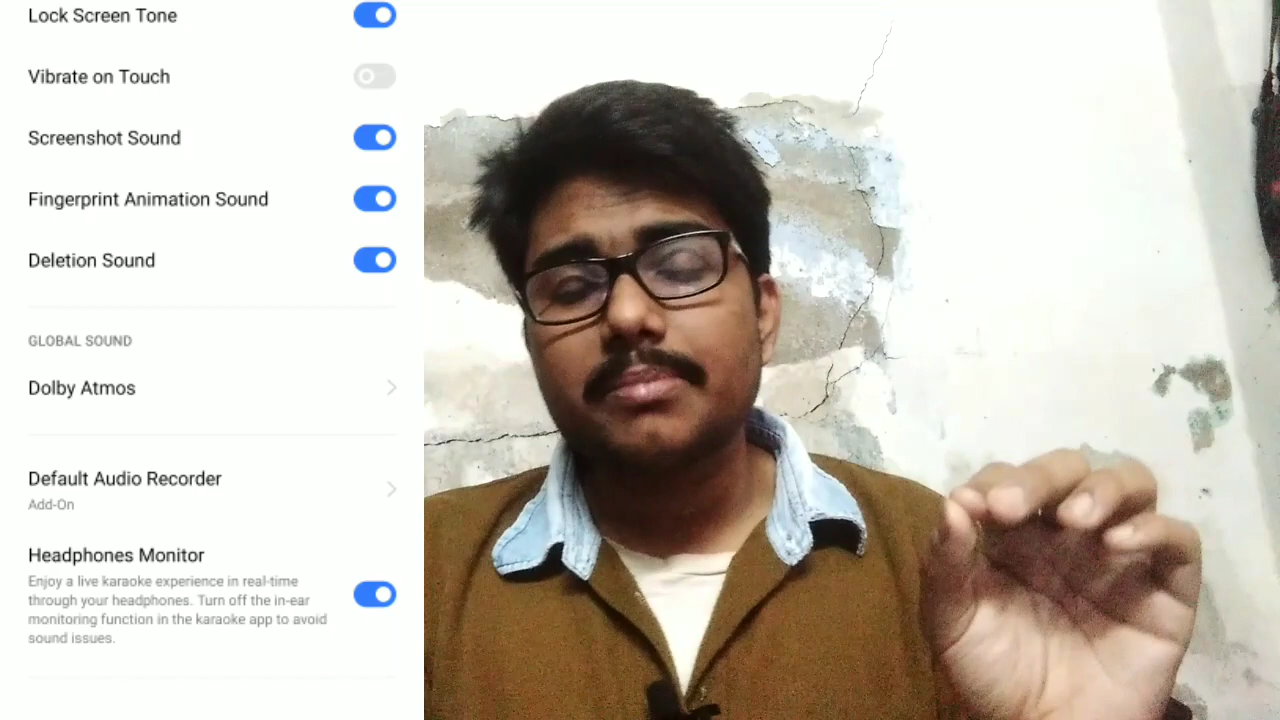 Lock Screen Tone
Vibrate on Touch
Screenshot Sound
Fingerprint Animation Sound
Deletion Sound
GLOBAL SOUND
Dolby Atmos
Default Audio Recorder
Add-On
Headphones Monitor
Enjoy a live karaoke experience in real-time
through your headphones. Turn off the in-ear
monitoring function in the karaoke app to avoid
sound issues.